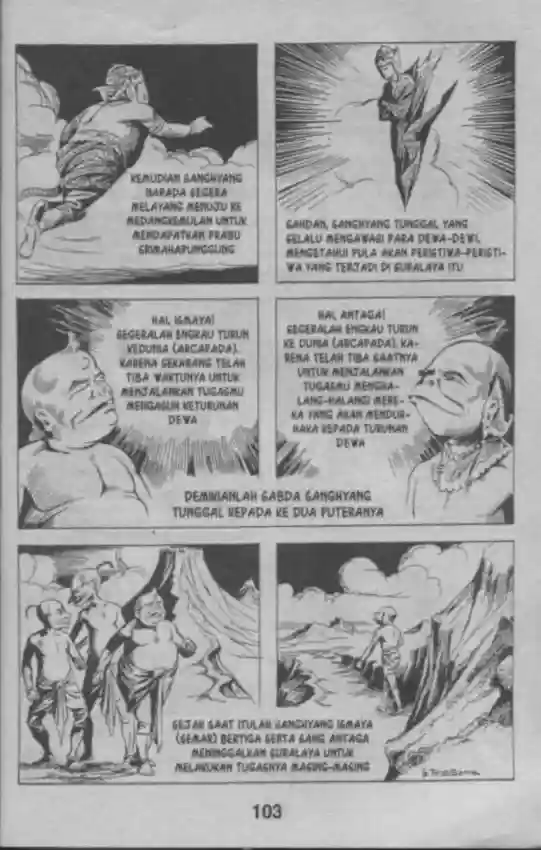 KEMUDIAN SANGHYANG
NARADA SEGERA
MELAYANG MENUJU KE
MEDANGKEMULAN UNTUK
MENDAPATKAN PRABU
SRIMAHAPUNGGUNG
SAHDAN, SANGHYANG TUNGGAL YANG
SELALU MENGAWASI PARA DEWA-DEWI,
MENGETAHUI PULA AKAN PERISTIWA-PERISTI-
WA YANG TERJADI DI SURALAYA ITU
HAI, ISMAYA!
SEGERALAH ENGKAU TURUN
KEDUNIA (ARCAPADA),
KARENA SEKARANG TELAH
TIBA WAKTUNYA UNTUK
MENJALANKAN TUGASMU
MENGASUH KETURUNAN
DEWA
HAI, ANTAGA!
SEGERALAH ENGKAU TURUN
KE DUNIA (ARCAPADA), KA-
RENA TELAH TIBA SAATNYA
UNTUK MENJALANKAN
TUGASMU MENGHA-
LANG-HALANGI MERE-
KA YANG AKAN MENDUR-
HAKA KEPADA TURUNAN
DEWA
DEMIKIANLAH SABDA SANGHYANG
TUNGGAL KEPADA KE DUA PUTERANYA
SEJAK SAAT ITULAH SANGHYANG ISMAYA
(SEMAR) BERTIGA SERTA SANG ANTAGA
MENINGGALKAN SURALAYA UNTUK
MELAKUKAN TUGASNYA MASING-MASING
103